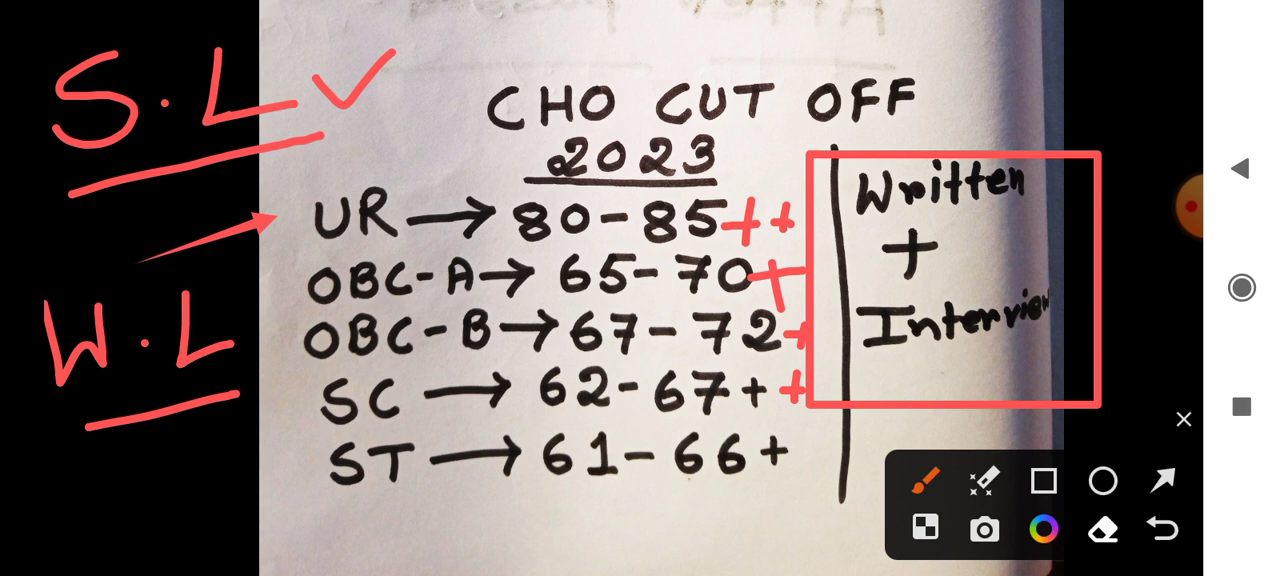 S.L ✓
CHO CUT OFF
2023
UR → 80-85++
OBC-A → 65-70+
OBC-B → 67-72+
SC → 62-67++
ST → 61-66+
W.L
Written
+
Interview